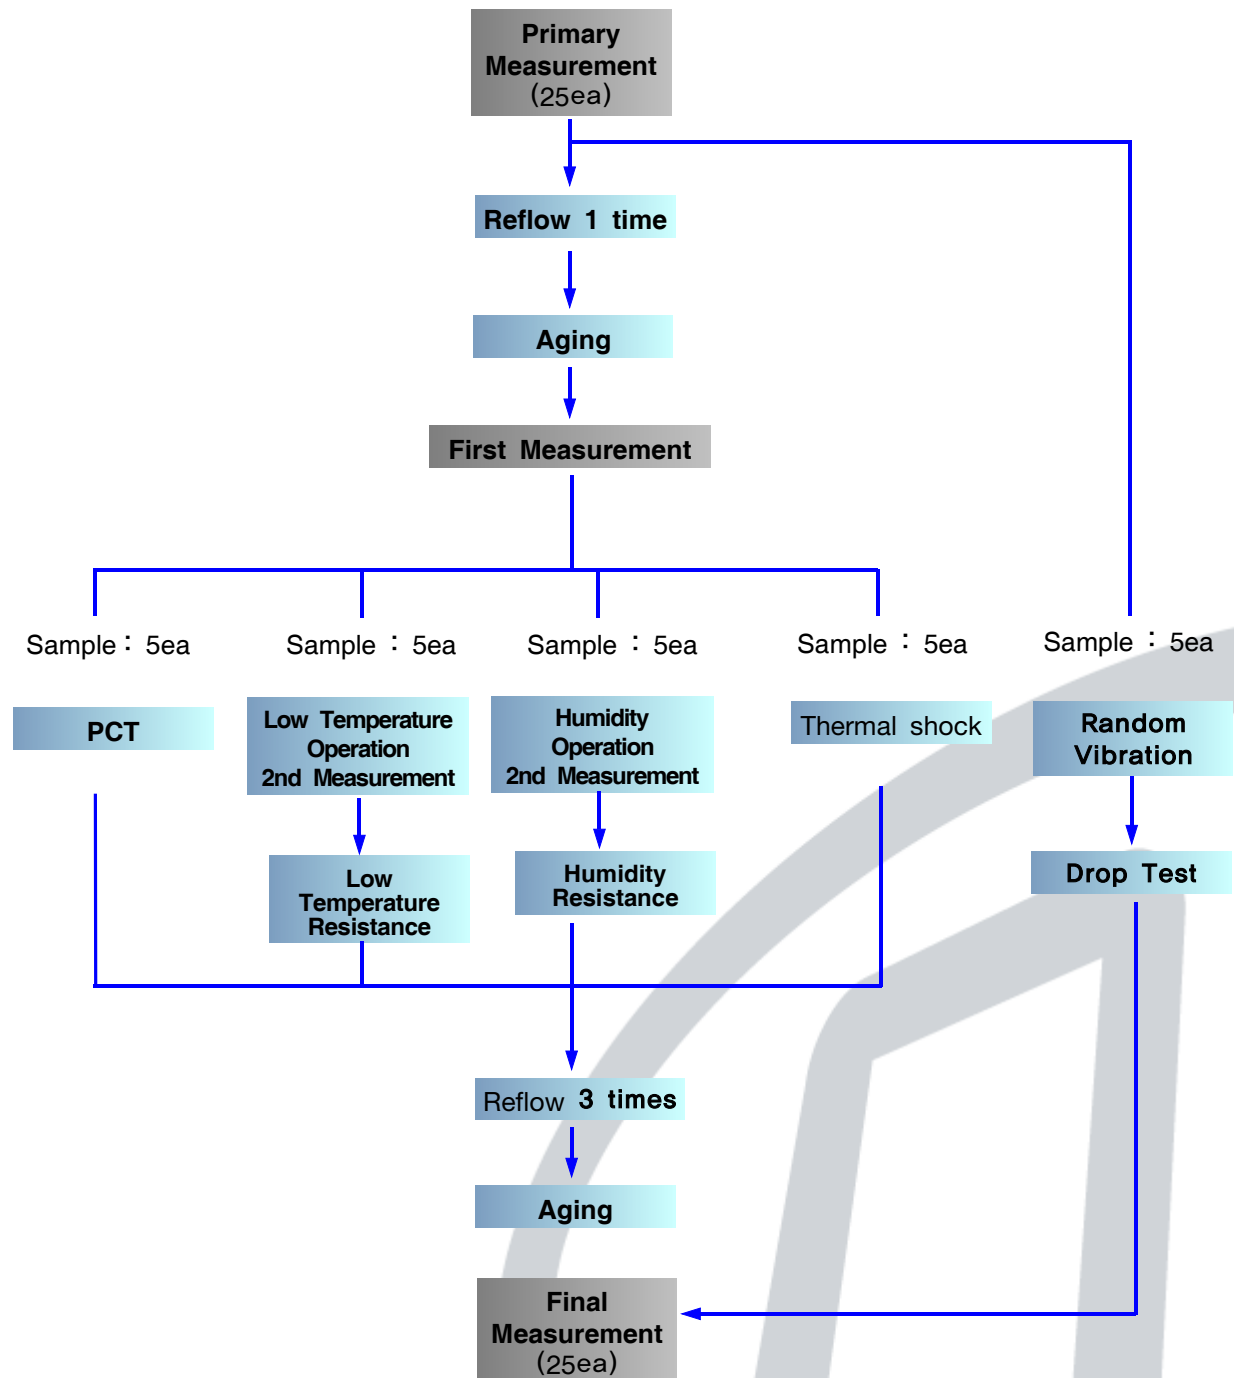 Primary
Measurement
(25ea)
Reflow 1 time
Aging
First Measurement
Sample : 5ea
Sample : 5ea
Sample : 5ea
Sample : 5ea
Sample : 5ea
PCT
Low Temperature
Operation
2nd Measurement
Humidity
Operation
2nd Measurement
Thermal shock
Random
Vibration
Low
Temperature
Resistance
Humidity
Resistance
Drop Test
Reflow 3 times
Aging
Final
Measurement
(25ea)